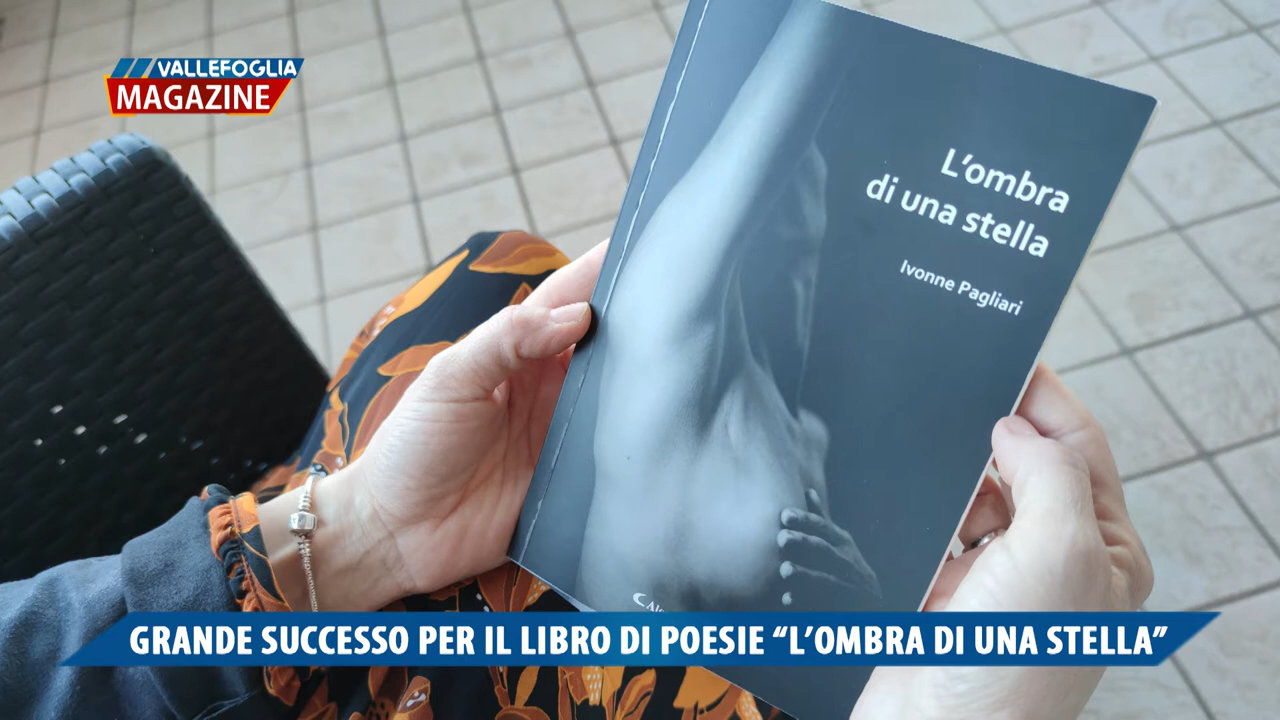 VALLEFOGLIA
MAGAZINE
L'ombra
di una stella
Ivonne Pagliari
GRANDE SUCCESSO PER IL LIBRO DI POESIE “L'OMBRA DI UNA STELLA”